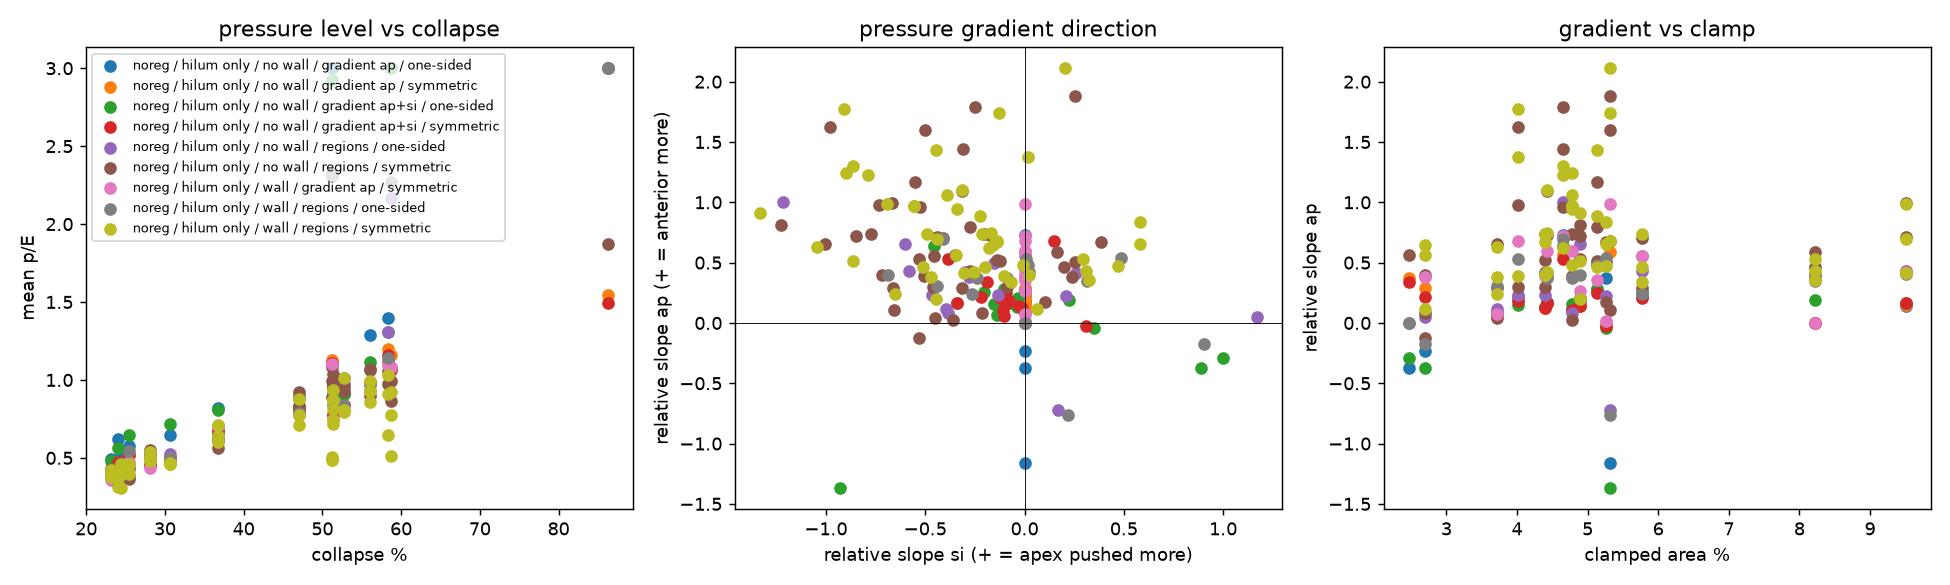 pressure level vs collapse
3.0
2.5
2.0
1.5
1.0
0.5
mean p/E
20
30
40
50
60
70
80
collapse %
noreg / hilum only / no wall / gradient ap / one-sided
noreg / hilum only / no wall / gradient ap / symmetric
noreg / hilum only / no wall / gradient ap+si / one-sided
noreg / hilum only / no wall / gradient ap+si / symmetric
noreg / hilum only / no wall / regions / one-sided
noreg / hilum only / no wall / regions / symmetric
noreg / hilum only / wall / gradient ap / symmetric
noreg / hilum only / wall / regions / one-sided
noreg / hilum only / wall / regions / symmetric
pressure gradient direction
2.0
1.5
1.0
0.5
0.0
−0.5
−1.0
−1.5
relative slope ap (+ = anterior more)
−1.0
−0.5
0.0
0.5
1.0
relative slope si (+ = apex pushed more)
gradient vs clamp
2.0
1.5
1.0
0.5
0.0
−0.5
−1.0
−1.5
relative slope ap
3
4
5
6
7
8
9
clamped area %